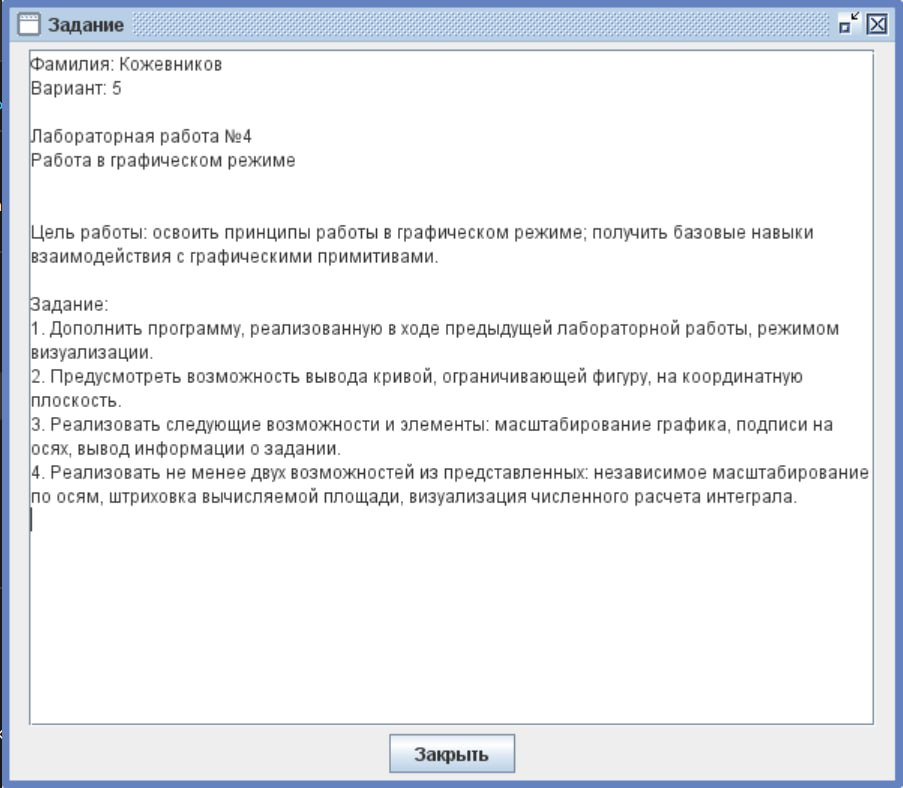 Задание
Фамилия: Кожевников
Вариант: 5
Лабораторная работа №4
Работа в графическом режиме
Цель работы: освоить принципы работы в графическом режиме; получить базовые навыки
взаимодействия с графическими примитивами.
Задание:
1. Дополнить программу, реализованную в ходе предыдущей лабораторной работы, режимом
визуализации.
2. Предусмотреть возможность вывода кривой, ограничивающей фигуру, на координатную
плоскость.
3. Реализовать следующие возможности и элементы: масштабирование графика, подписи на
осях, вывод информации о задании.
4. Реализовать не менее двух возможностей из представленных: независимое масштабирование
по осям, штриховка вычисляемой площади, визуализация численного расчета интеграла.
Закрыть